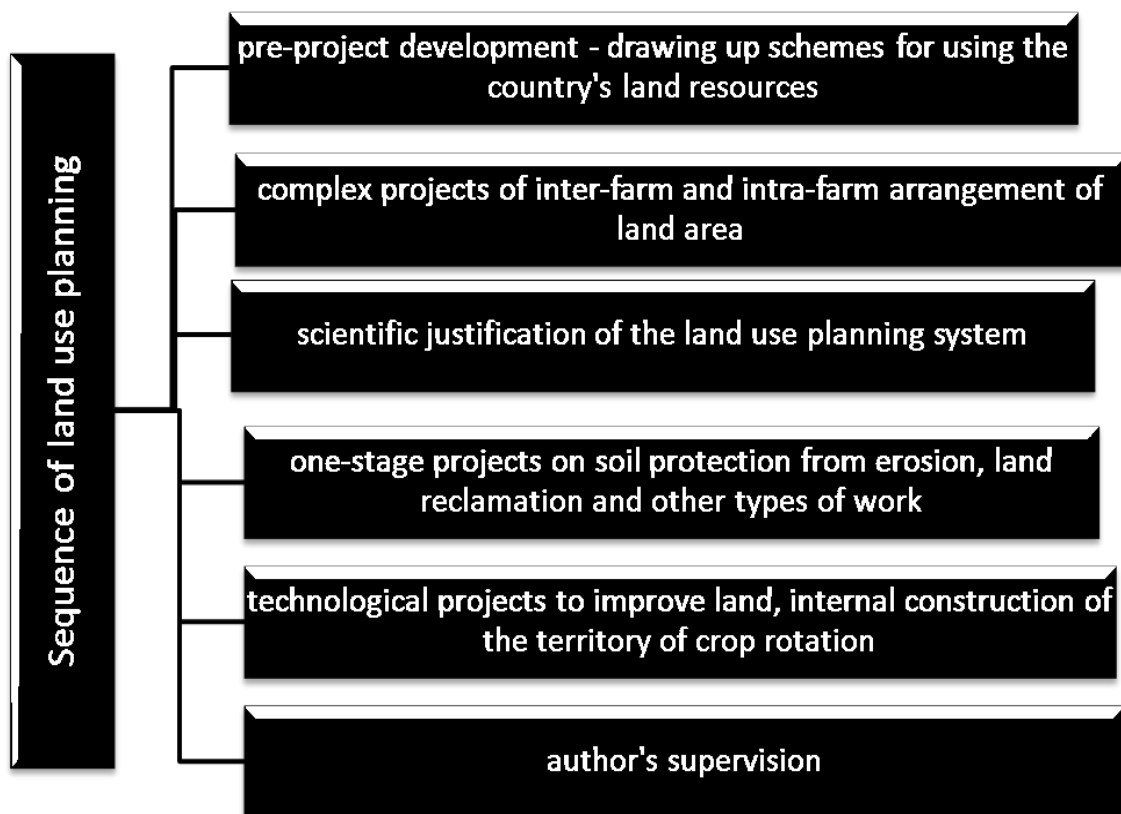 Sequence of land use planning
pre-project development - drawing up schemes for using the
country's land resources
complex projects of inter-farm and intra-farm arrangement of
land area
scientific justification of the land use planning system
one-stage projects on soil protection from erosion, land
reclamation and other types of work
technological projects to improve land, internal construction of
the territory of crop rotation
author's supervision